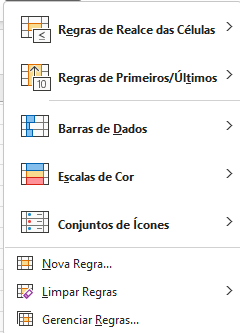 Regras de Realce das Células
Regras de Primeiros/Últimos
10
Barras de Dados
Escalas de Cor
Conjuntos de Ícones
Nova Regra...
Limpar Regras
Gerenciar Regras...